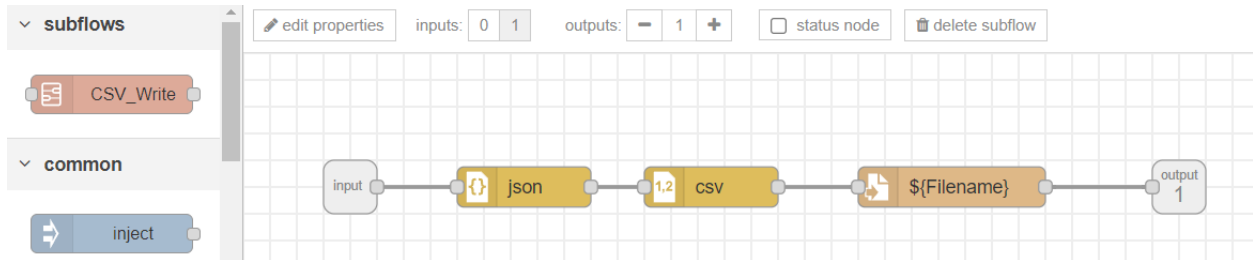 subflows
edit properties
inputs: 0 1
outputs: 1
status node
delete subflow
CSV_Write
common
inject
input
{} json
1,2 csv
${Filename}
output
1